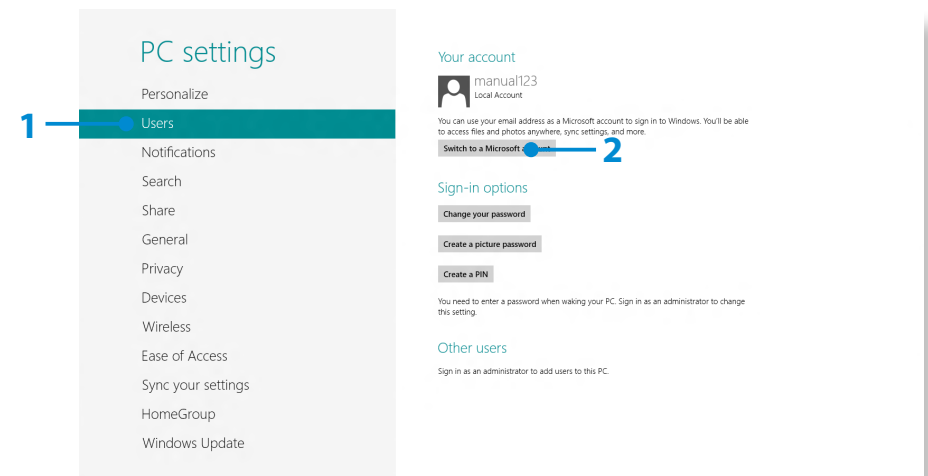 PC settings
Personalize
1
Users
Notifications
Search
Share
General
Privacy
Devices
Wireless
Ease of Access
Sync your settings
HomeGroup
Windows Update
Your account
manual123
Local Account
You can use your email address as a Microsoft account to sign in to Windows. You'll be able
to access files and photos anywhere, sync settings, and more.
Switch to a Microsoft
2
Sign-in options
Change your password
Create a picture password
Create a PIN
You need to enter a password when waking your PC. Sign in as an administrator to change
this setting.
Other users
Sign in as an administrator to add users to this PC.